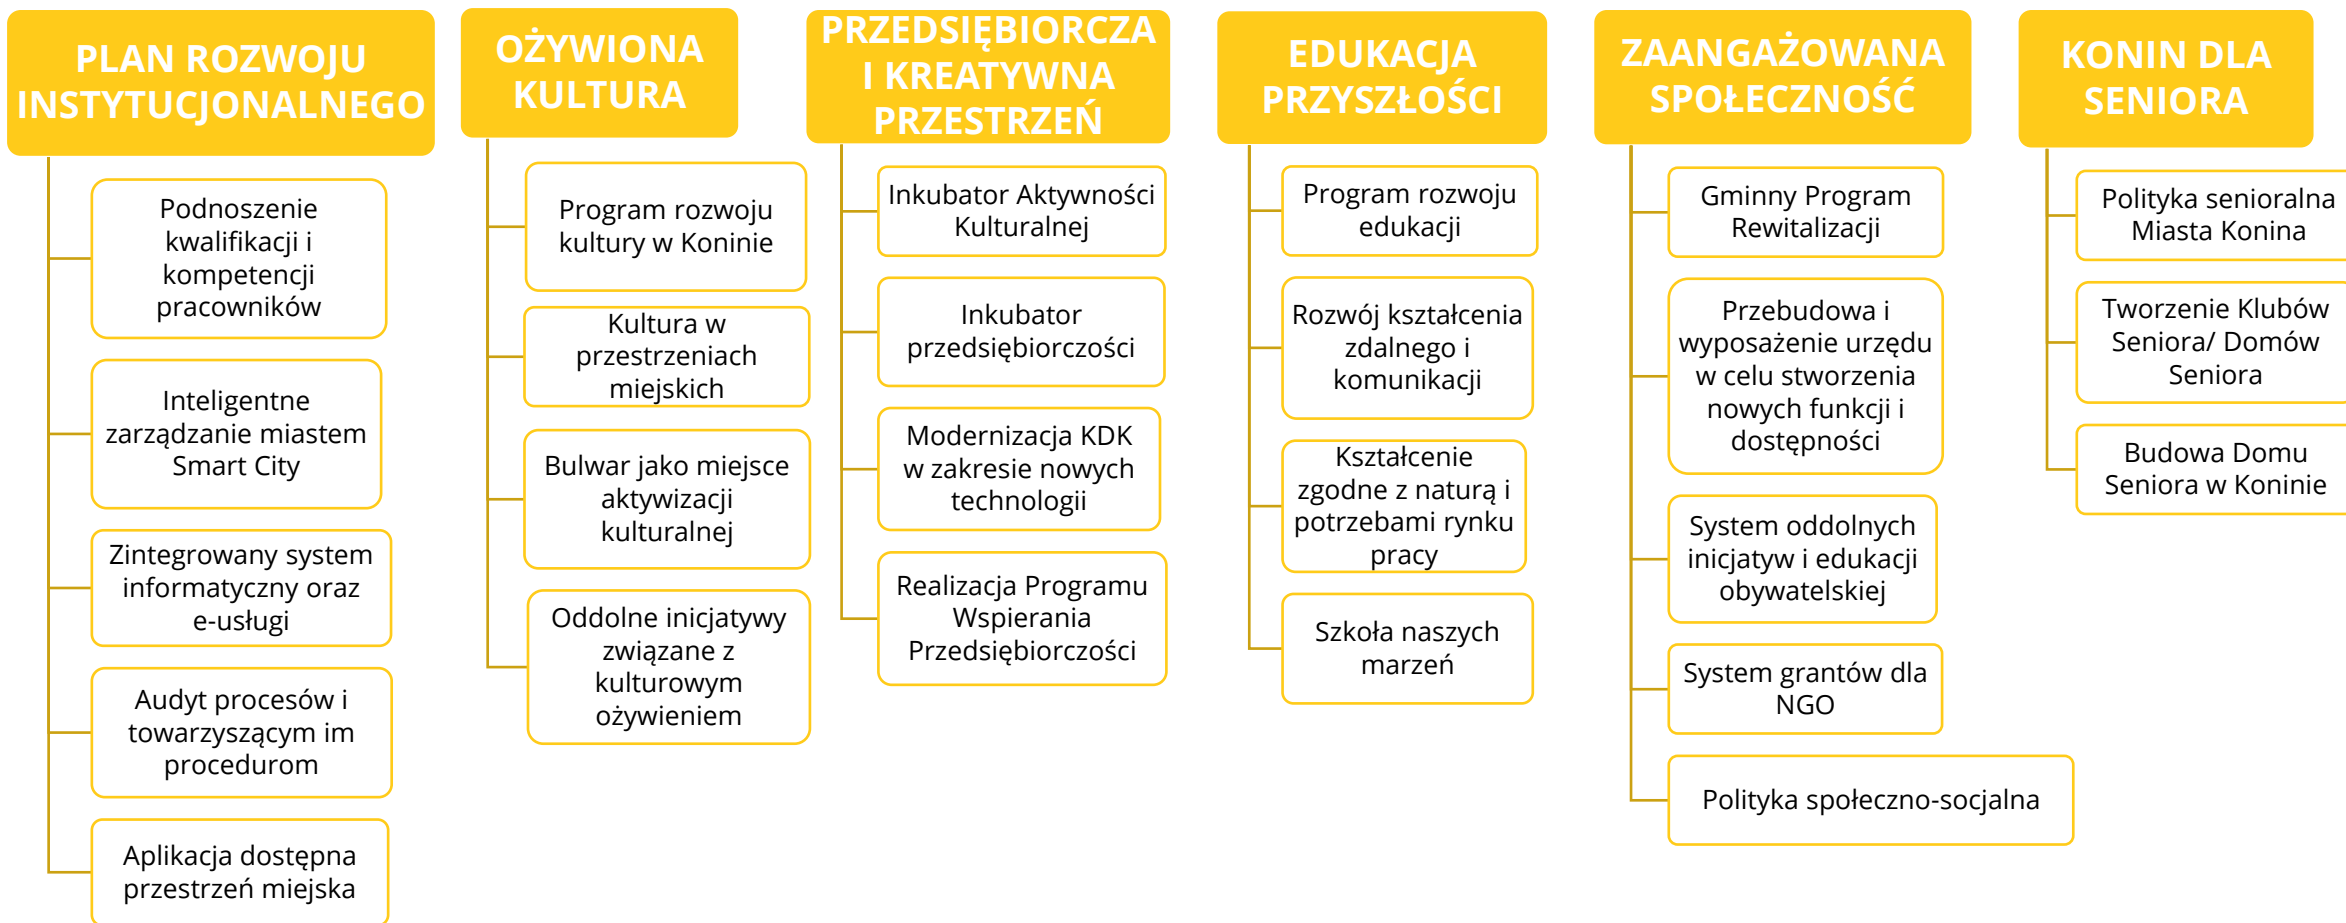 PLAN ROZWOJU
INSTYTUCJONALNEGO
Podnoszenie
kwalifikacji i
kompetencji
pracowników
Inteligentne
zarządzanie miastem
Smart City
Zintegrowany system
informatyczny oraz
e-usługi
Audyt procesów i
towarzyszącym im
procedurom
Aplikacja dostępna
przestrzeń miejska
OŻYWIONA
KULTURA
Program rozwoju
kultury w Koninie
Kultura w
przestrzeniach
miejskich
Bulwar jako miejsce
aktywizacji
kulturalnej
Oddolne inicjatywy
związane z
kulturowym
ożywieniem
PRZEDSIĘBIORCZA
I KREATYWNA
PRZESTRZEŃ
Inkubator Aktywności
Kulturalnej
Inkubator
przedsiębiorczości
Modernizacja KDK
w zakresie nowych
technologii
Realizacja Programu
Wspierania
Przedsiębiorczości
EDUKACJA
PRZYSZŁOŚCI
Program rozwoju
edukacji
Rozwój kształcenia
zdalnego i
komunikacji
Kształcenie
zgodne z naturą i
potrzebami rynku
pracy
Szkoła naszych
marzeń
ZAANGAŻOWANA
SPOŁECZNOŚĆ
Gminny Program
Rewitalizacji
Przebudowa i
wyposażenie urzędu
w celu stworzenia
nowych funkcji i
dostępności
System oddolnych
inicjatyw i edukacji
obywatelskiej
System grantów dla
NGO
Polityka społeczno-socjalna
KONIN DLA
SENIORA
Polityka senioralna
Miasta Konina
Tworzenie Klubów
Seniora/ Domów
Seniora
Budowa Domu
Seniora w Koninie